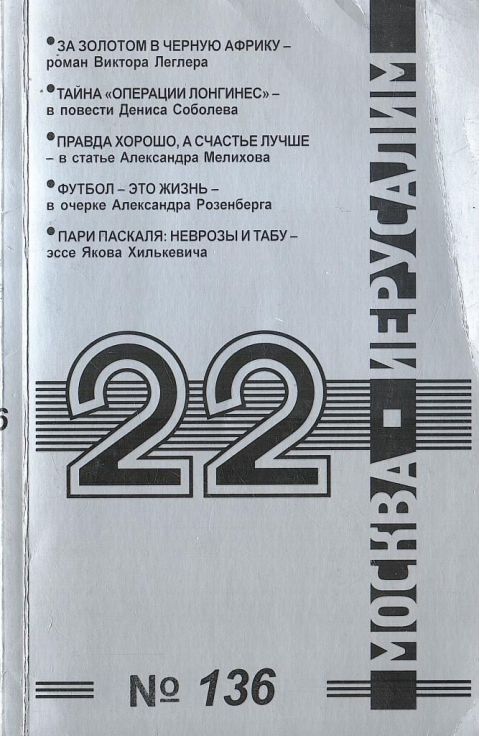 • ЗА ЗОЛОТОМ В ЧЕРНУЮ АФРИКУ –
роман Виктора Леглера
• ТАЙНА «ОПЕРАЦИИ ЛОНГИНЕС» –
в повести Дениса Соболева
• ПРАВДА ХОРОШО, А СЧАСТЬЕ ЛУЧШЕ
– в статье Александра Мелихова
• ФУТБОЛ – ЭТО ЖИЗНЬ –
в очерке Александра Розенберга
• ПАРИ ПАСКАЛЯ: НЕВРОЗЫ И ТАБУ –
эссе Якова Хилькевича
22
МОСКВА ИЕРУСАЛИМ
№ 136
6